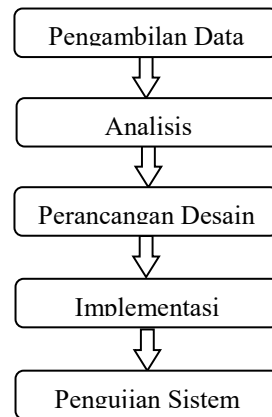 Pengambilan Data
Analisis
Perancangan Desain
Implementasi
Pengujian Sistem